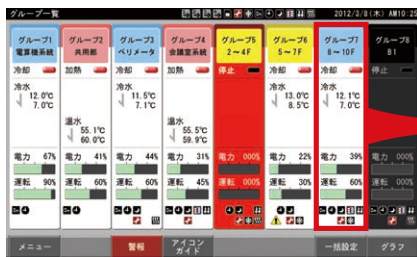 グループ一覧
2012/3/8(木) AM10:25
グループ1
電算機系統
冷却
冷水
12.0℃
7.0℃
電力 67%
運転 90%
グループ2
共用部
加熱
温水
55.1℃
60.0℃
電力 41%
運転 60%
グループ3
ペリメータ
冷却
冷水
11.5℃
7.1℃
電力 44%
運転 60%
グループ4
会議室系統
加熱
温水
55.5℃
59.9℃
電力 31%
運転 45%
グループ5
2～4F
停止
電力 000%
運転 000%
グループ6
5～7F
冷却
冷水
13.0℃
8.5℃
電力 22%
運転 30%
グループ7
8～10F
冷却
冷水
12.1℃
7.0℃
電力 39%
運転 60%
グループ8
B1
停止
電力 000%
運転 000%
メニュー
警報
アイコン
ガイド
一括設定
グラフ